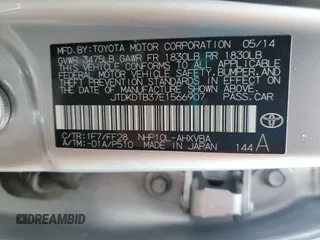 MFD.BY:TOYOTA MOTOR CORPORATION 05/14
GVWR 3475LB GAWR FR 1830LB RR 1830LB
THIS VEHICLE CONFORMS TO ALL APPLICABLE
FEDERAL MOTOR VEHICLE SAFETY, BUMPER, AND
THEFT PREVENTION STANDARDS IN EFFECT ON
THE DATE OF MANUFACTURE SHOWN ABOVE.
JTDKDTB37E1566907 PASS.CAR
C/TR:1F7/FF28 NHP10L-AHXVBA
A/TM:-01A/P510 MADE IN JAPAN 144 A
DREAMBID